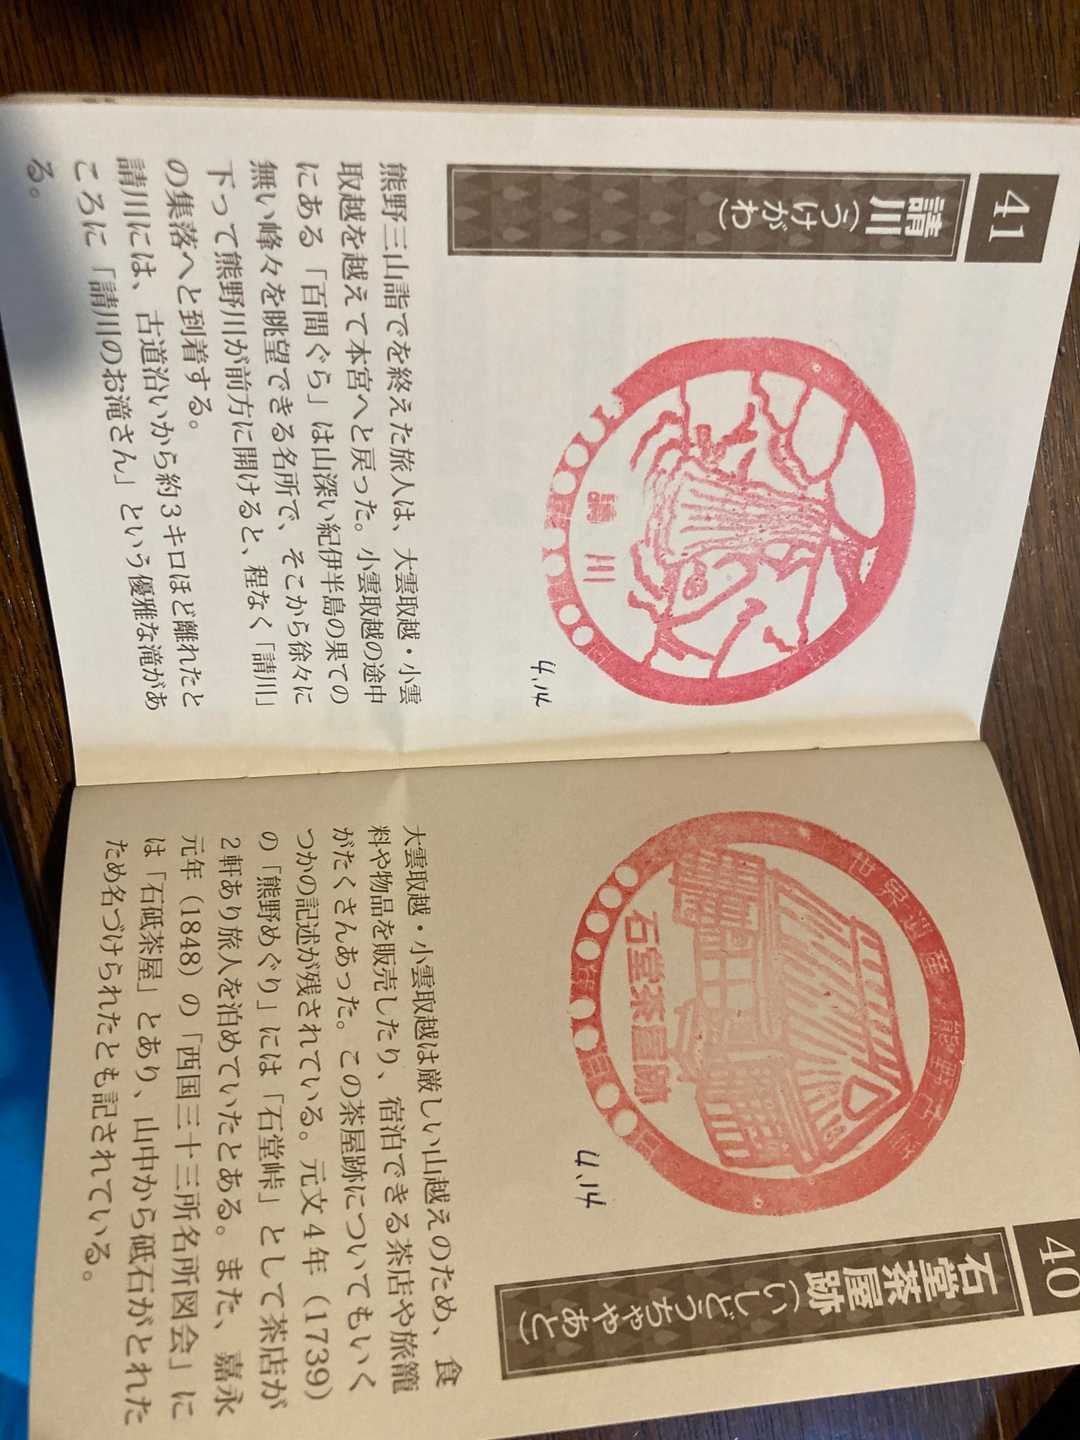 41
請川（うけがわ）
請川
4.14
熊野三山詣でを終えた旅人は、大雲取越・小雲
取越を越えて本宮へと戻った。小雲取越の途中
にある「百間ぐら」は山深い紀伊半島の果ての
無い峰々を眺望できる名所で、そこから徐々に
下って熊野川が前方に開けると、程なく「請川」
の集落へと到着する。
請川には、古道沿いから約3キロほど離れたと
ころに「請川のお滝さん」という優雅な滝があ
る。
40
石堂茶屋跡（いしどうちゃやあと）
世界遺産熊野古道
石堂茶屋跡
4.14
大雲取越・小雲取越は厳しい山越えのため、食
料や物品を販売したり、宿泊できる茶店や旅籠
がたくさんあった。この茶屋跡についてもいく
つかの記述が残されている。元文4年（1739）
の「熊野めぐり」には「石堂峠」として茶店が
2軒あり旅人を泊めていたとある。また、嘉永
元年（1848）の「西国三十三所名所図会」に
は「石砥茶屋」とあり、山中から砥石がとれた
ため名づけられたとも記されている。